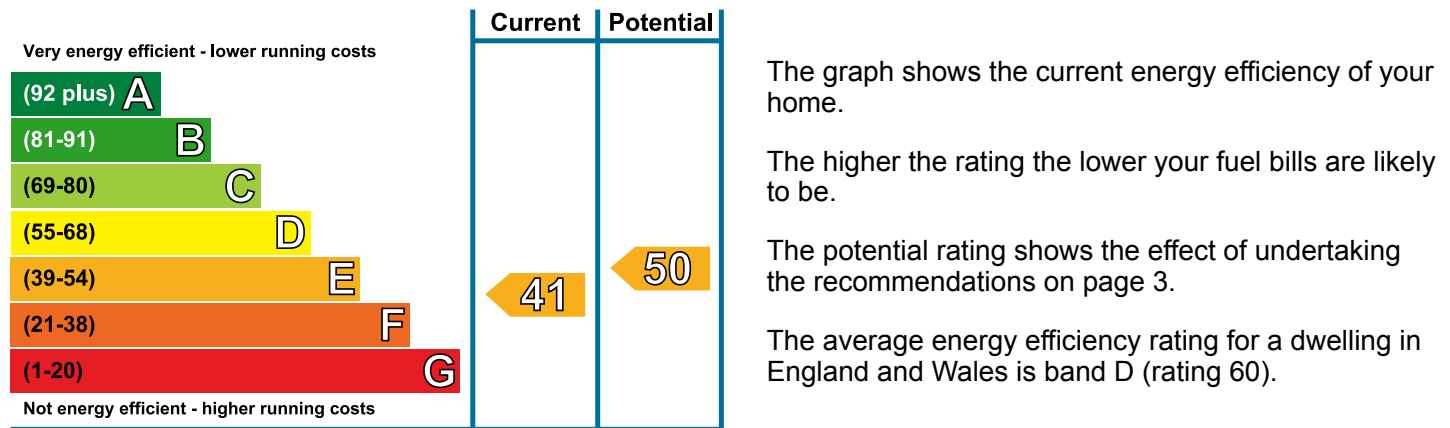 Current Potential
Very energy efficient - lower running costs
(92 plus) A
(81-91) B
(69-80) C
(55-68) D
(39-54) E
(21-38) F
(1-20) G
Not energy efficient - higher running costs
41
50
The graph shows the current energy efficiency of your
home.
The higher the rating the lower your fuel bills are likely
to be.
The potential rating shows the effect of undertaking
the recommendations on page 3.
The average energy efficiency rating for a dwelling in
England and Wales is band D (rating 60).